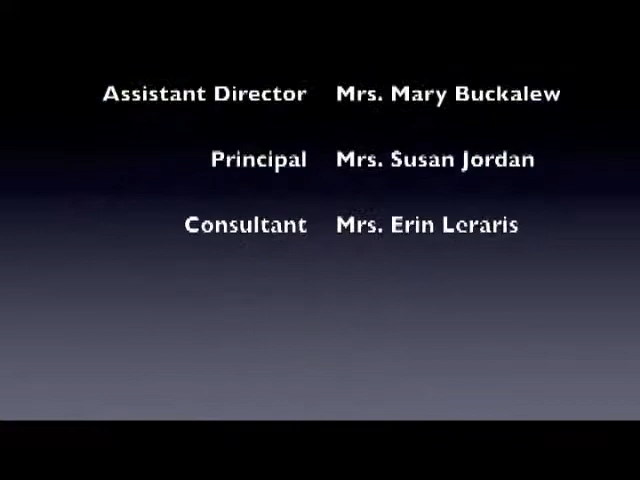 Assistant Director Mrs. Mary Buckalew
Principal Mrs. Susan Jordan
Consultant Mrs. Erin Leraris